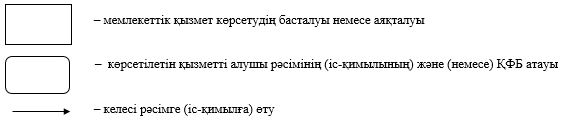 – мемлекеттік қызмет көрсетудің басталуы немесе аяқталуы
– көрсетілетін қызметті алушы рәсімінің (іс-қимылының) және (немесе) ҚФБ атауы
– келесі рәсімге (іс-қимылға) өту